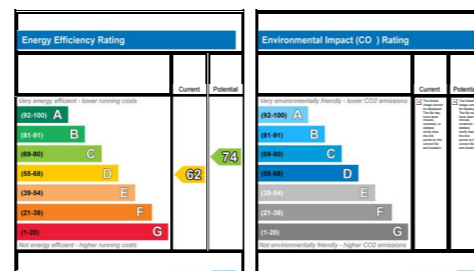 Energy Efficiency Rating
Current
Potential
Very energy efficient - lower running costs
(92-100) A
(81-91) B
(69-80) C
(55-68) D
(39-54) E
(21-38) F
(1-20) G
62
74
Not energy efficient - higher running costs
Environmental Impact (CO ) Rating
Current
Potential
Very environmentally friendly - lower CO2 emissions
(92-100) A
(81-91) B
(69-80) C
(55-68) D
(39-54) E
(21-38) F
(1-20) G
Not environmentally friendly - higher CO2 emissions